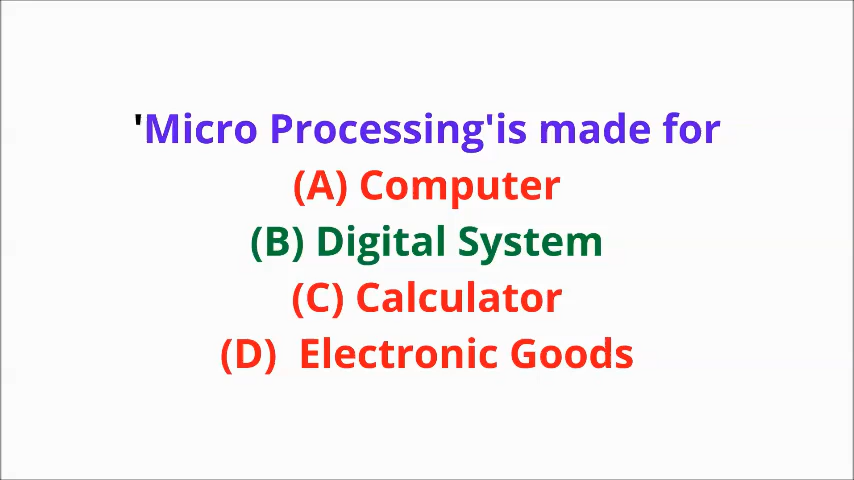 'Micro Processing'is made for
(A) Computer
(B) Digital System
(C) Calculator
(D) Electronic Goods